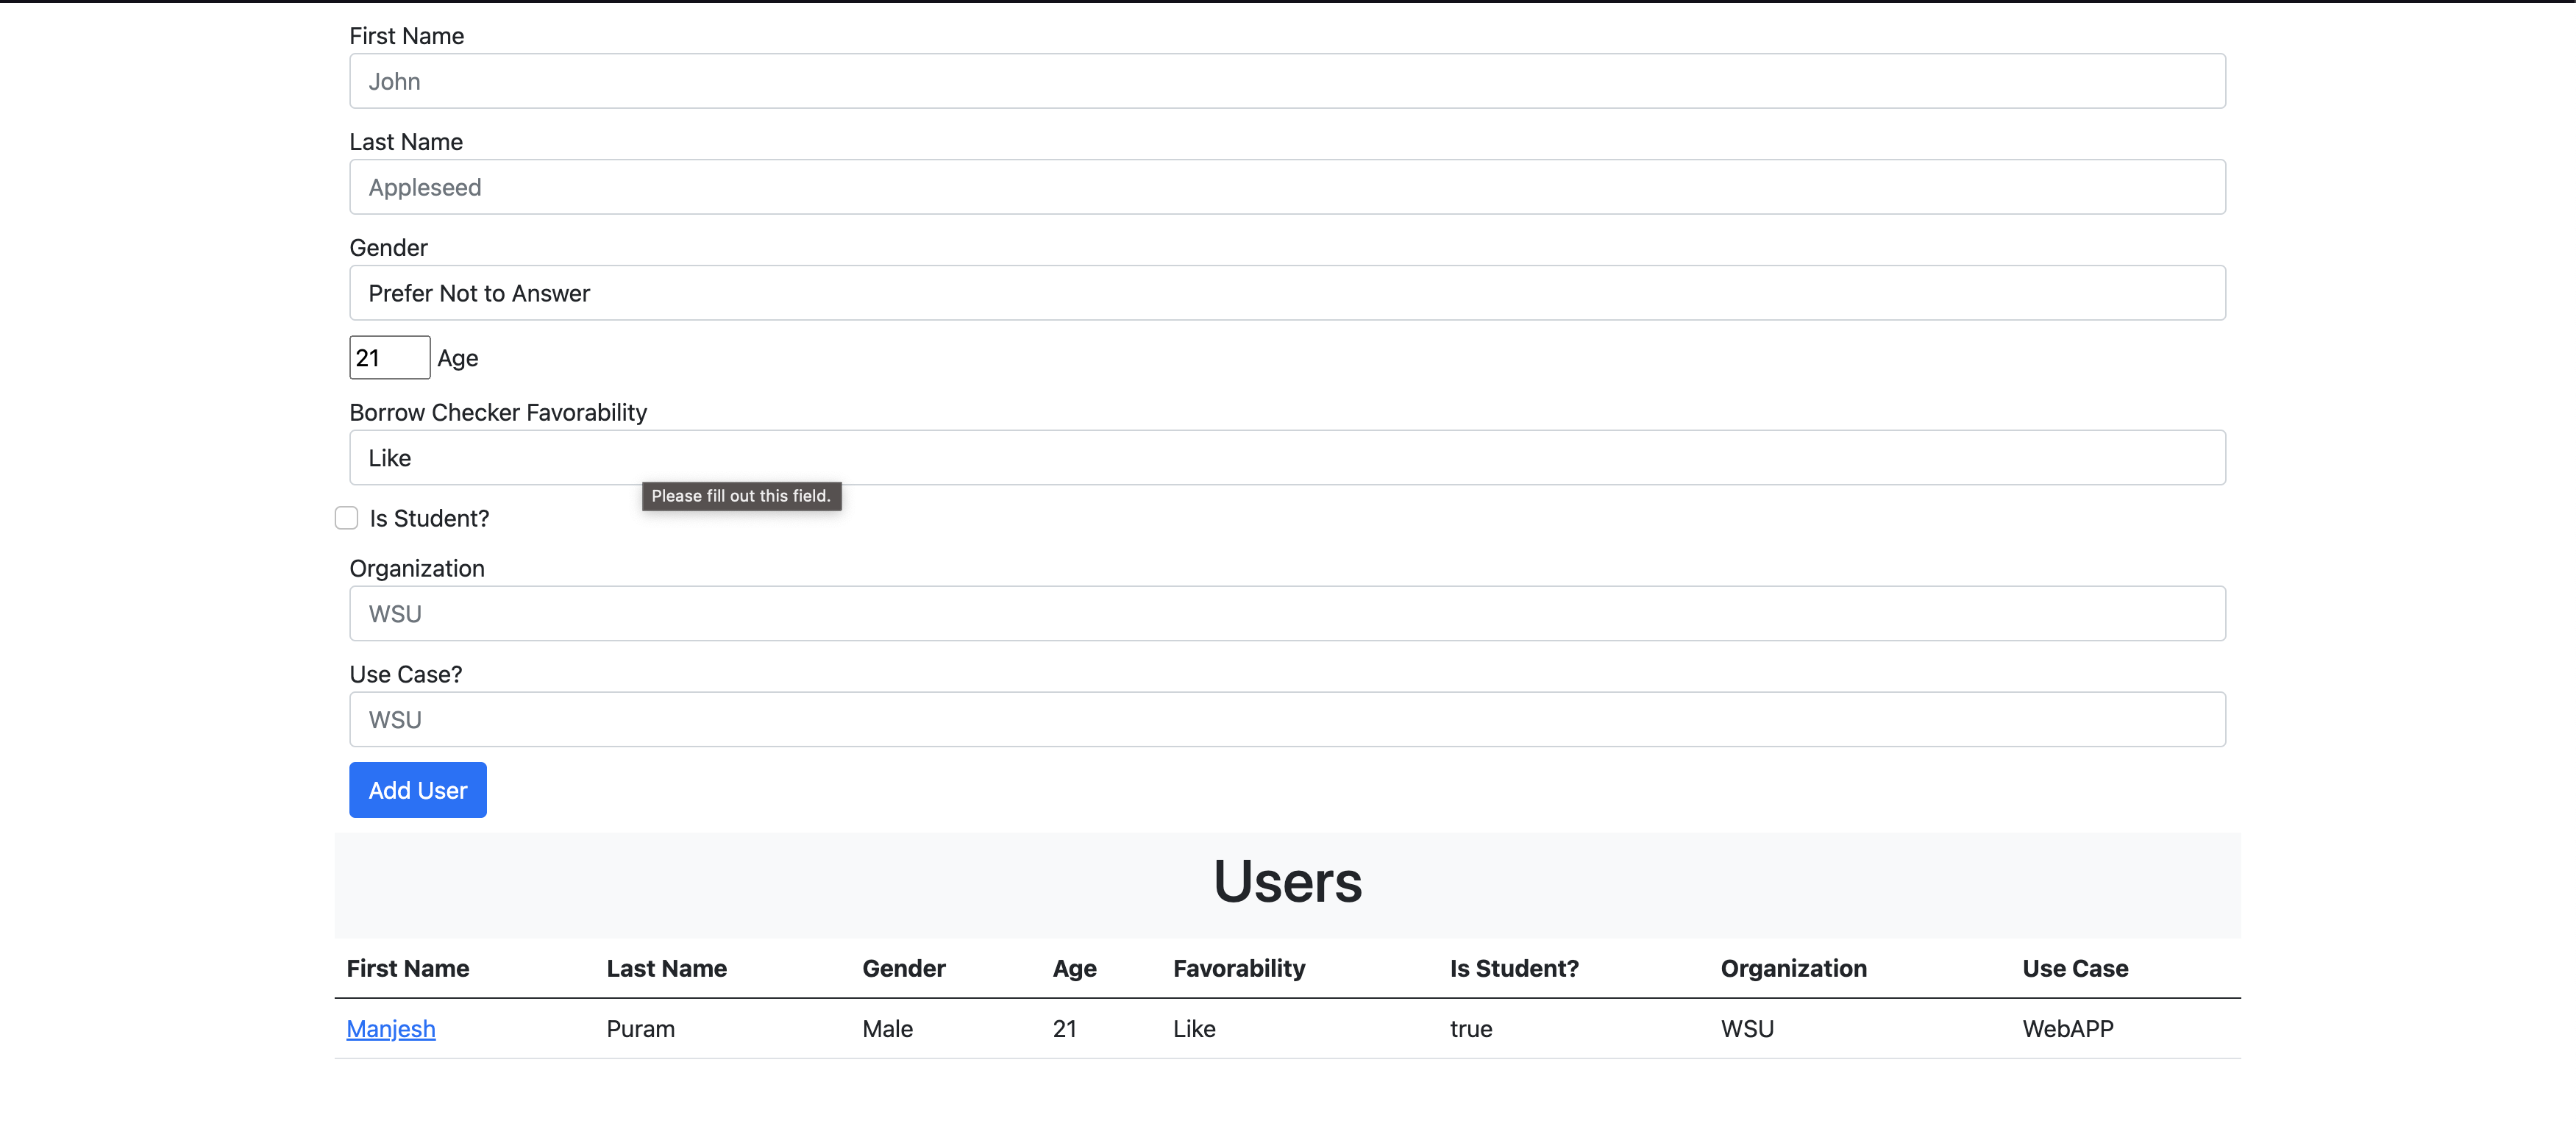 First Name
John
Last Name
Appleseed
Gender
Prefer Not to Answer
21 Age
Borrow Checker Favorability
Like
Please fill out this field.
Is Student?
Organization
WSU
Use Case?
WSU
Add User
Users
First Name Last Name Gender Age Favorability Is Student? Organization Use Case
Manjesh Puram Male 21 Like true WSU WebAPP